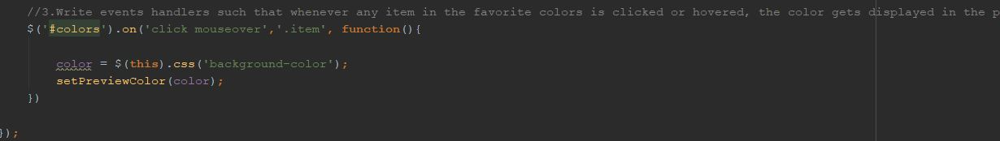 //3.Write events handlers such that whenever any item in the favorite colors is clicked or hovered, the color gets displayed in the p
$('#colors').on('click mouseover','.item', function(){
color = $(this).css('background-color');
setPreviewColor(color);
})
});